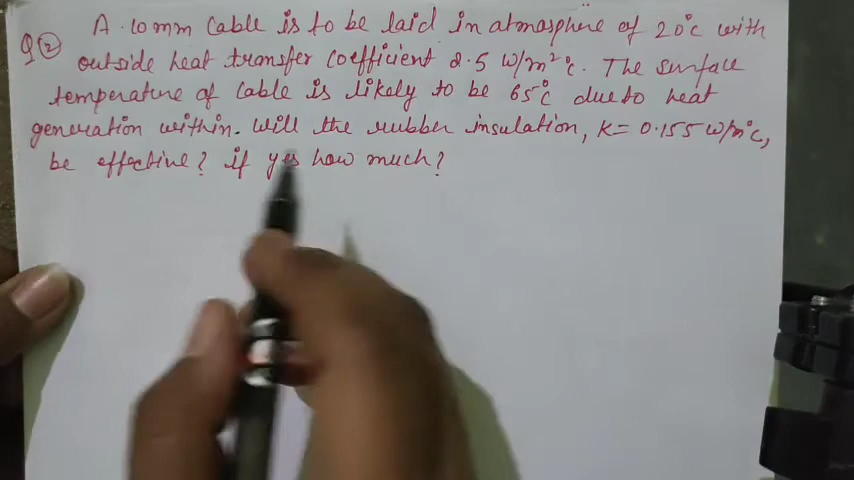 Q② A 10mm cable is to be laid in atmosphere of 20°c with
outside heat transfer coefficient 8.5 W/m²°c. The surface
temperature of cable is likely to be 65°c due to heat
generation within. Will the rubber insulation, K= 0.155 w/m°c,
be effective? if yes how much?